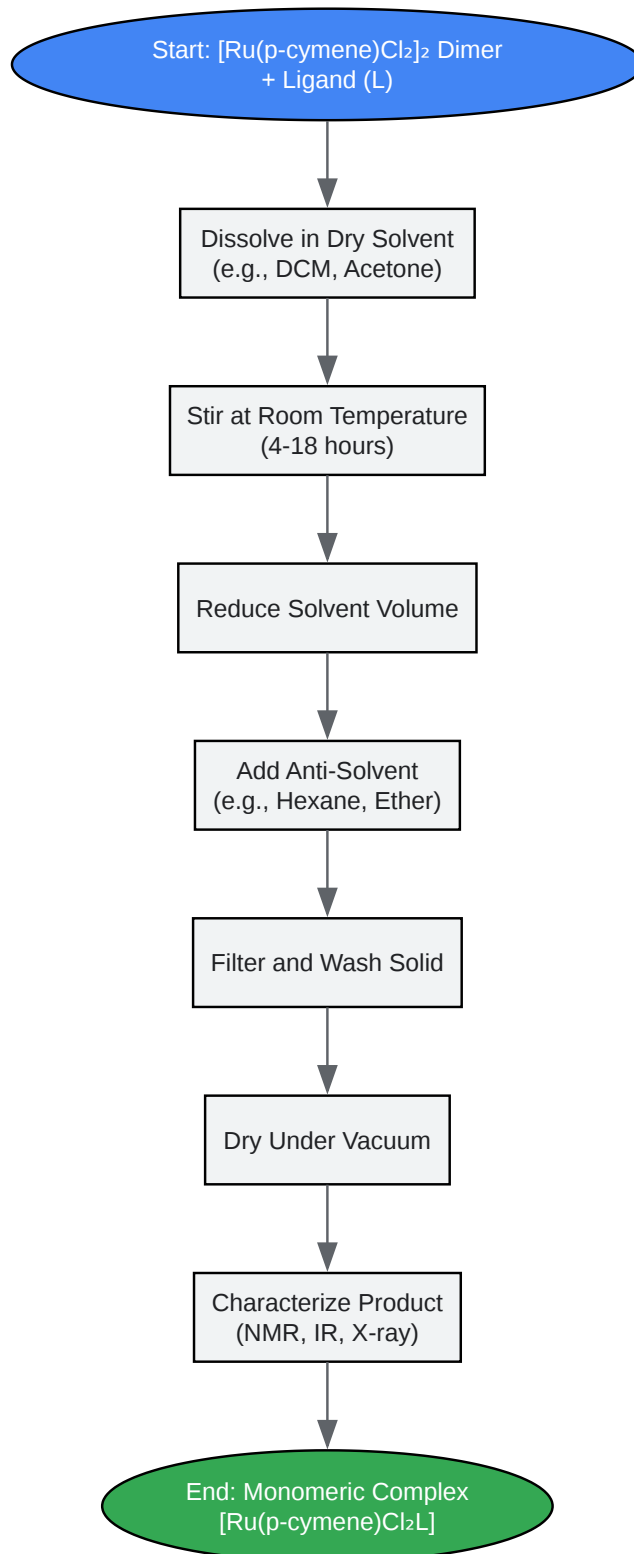 Start: [Ru(p-cymene)Cl₂]₂ Dimer
+ Ligand (L)
Dissolve in Dry Solvent
(e.g., DCM, Acetone)
Stir at Room Temperature
(4-18 hours)
Reduce Solvent Volume
Add Anti-Solvent
(e.g., Hexane, Ether)
Filter and Wash Solid
Dry Under Vacuum
Characterize Product
(NMR, IR, X-ray)
End: Monomeric Complex
[Ru(p-cymene)Cl₂L]